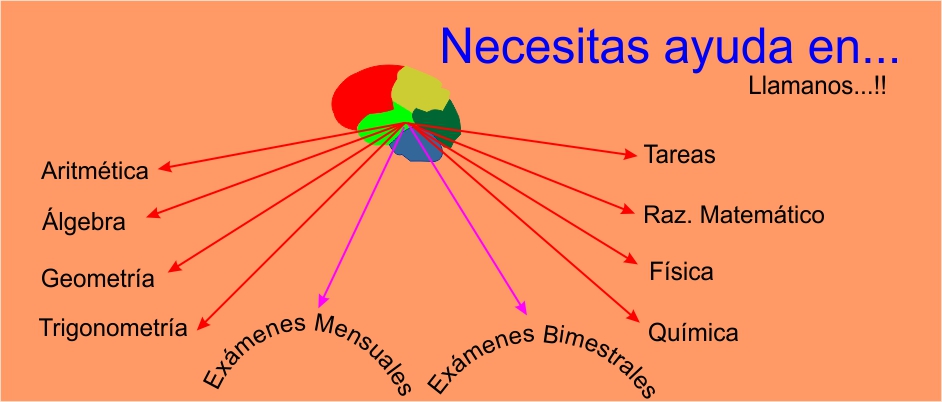 Necesitas ayuda en...
Llamanos...!!
Aritmética
Álgebra
Geometría
Trigonometría
Exámenes Mensuales
Exámenes Bimestrales
Tareas
Raz. Matemático
Física
Química